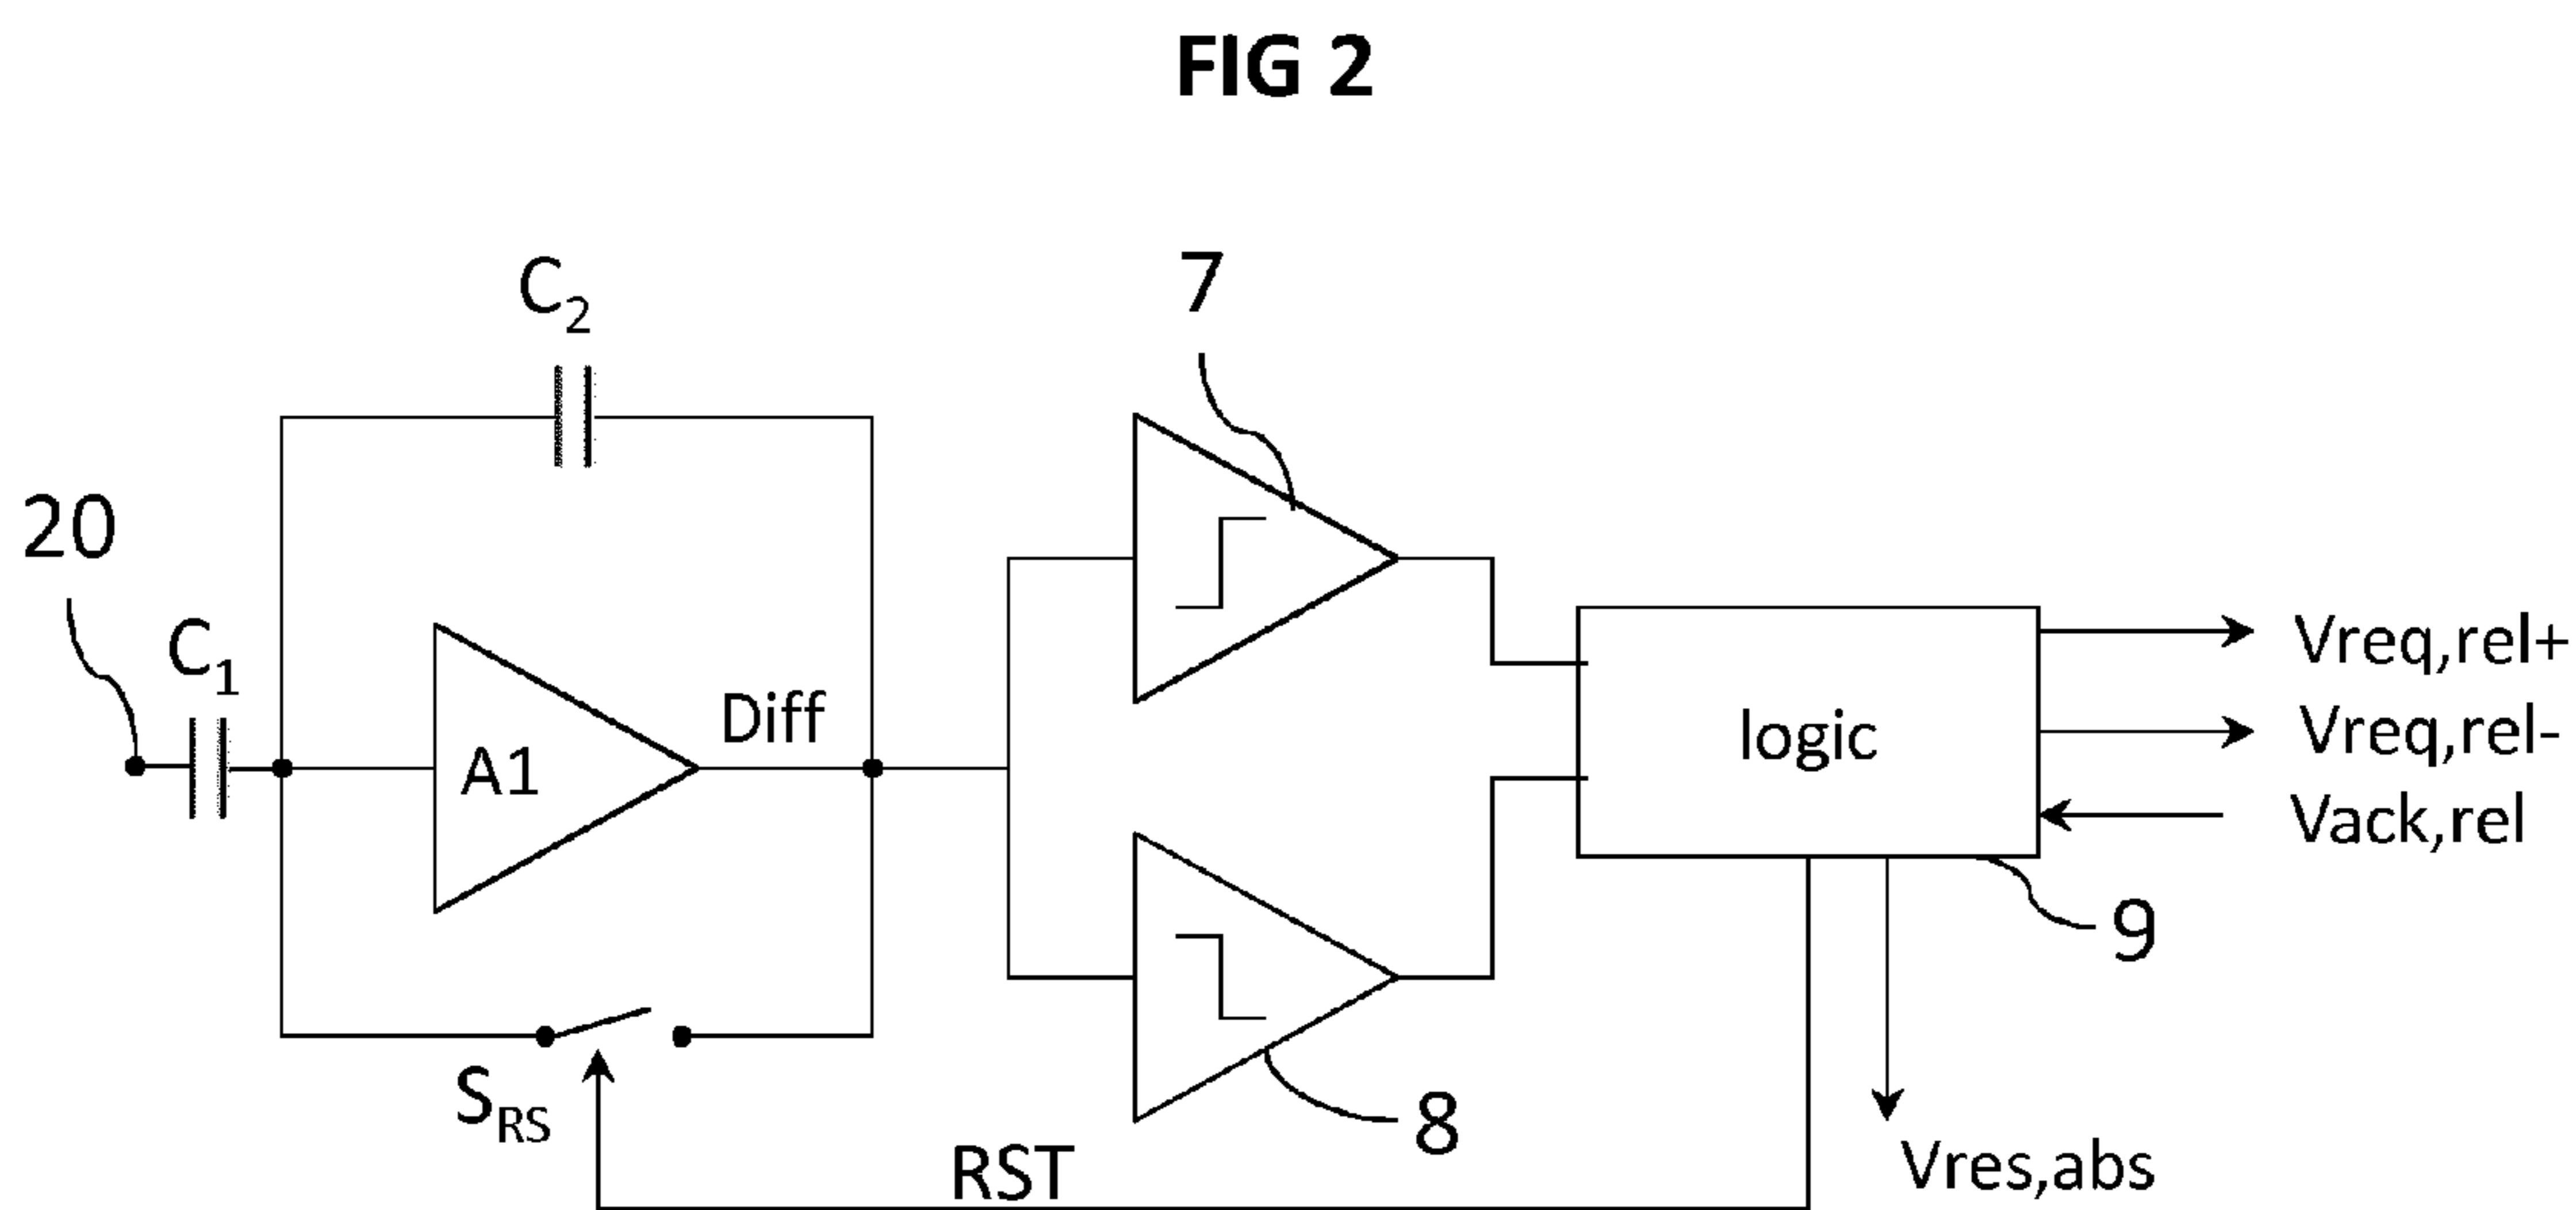 FIG 2
C2
7
20
C1
A1
Diff
logic
Vreq,rel+
Vreq,rel-
Vack,rel
9
SRS
8
RST
Vres,abs